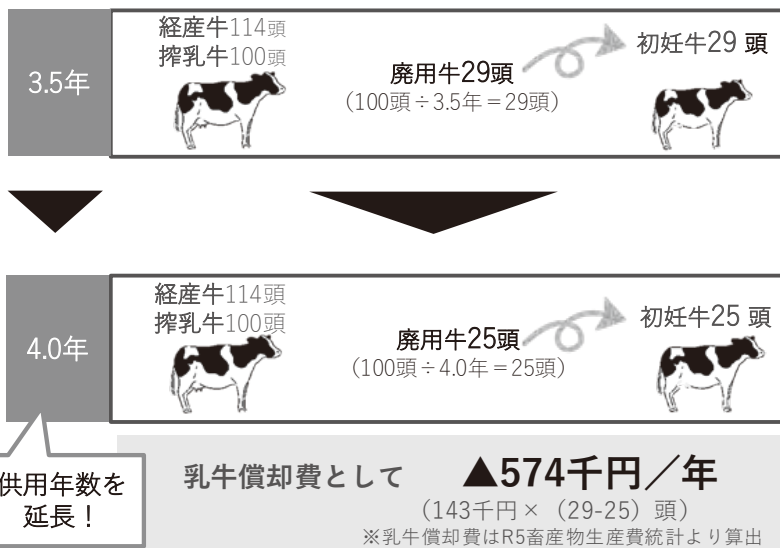 3.5年
経産牛114頭
搾乳牛100頭
廃用牛29頭
（100頭÷3.5年＝29頭）
初妊牛29 頭
4.0年
経産牛114頭
搾乳牛100頭
廃用牛25頭
（100頭÷4.0年＝25頭）
初妊牛25 頭
供用年数を
延長！
乳牛償却費として ▲574千円／年
（143千円×（29-25）頭）
※乳牛償却費はR5畜産物生産費統計より算出